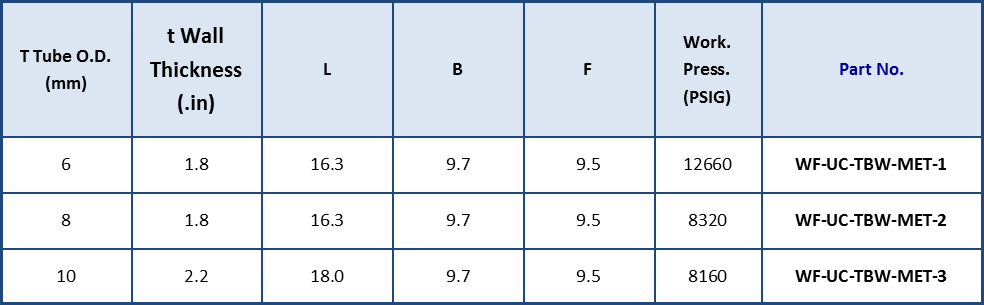 T Tube O.D. (mm) t Wall Thickness (.in) L B F Work. Press. (PSIG) Part No.
6 1.8 16.3 9.7 9.5 12660 WF-UC-TBW-MET-1
8 1.8 16.3 9.7 9.5 8320 WF-UC-TBW-MET-2
10 2.2 18.0 9.7 9.5 8160 WF-UC-TBW-MET-3